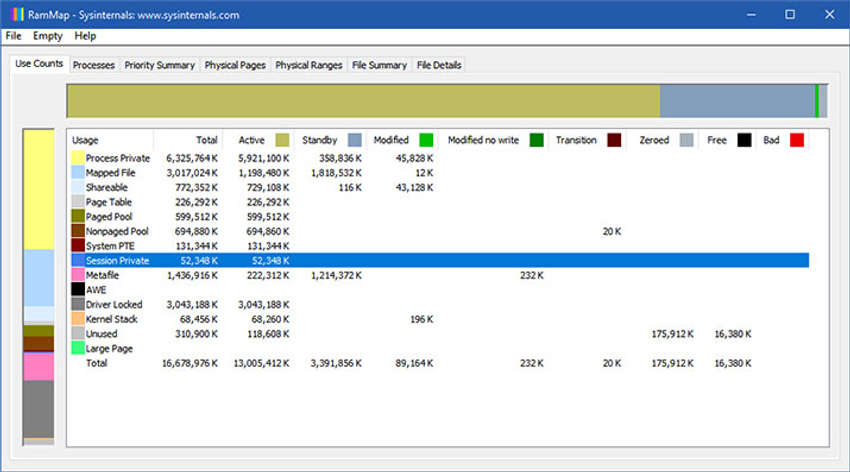 RamMap - Sysinternals: www.sysinternals.com
File Empty Help
Use Counts Processes Priority Summary Physical Pages Physical Ranges File Summary File Details
Usage Total Active Standby Modified Modified no write Transition Zeroed Free Bad
Process Private 6,325,764 K 5,921,100 K 358,836 K 45,828 K
Mapped File 3,017,024 K 1,198,480 K 1,818,532 K 12 K
Shareable 772,352 K 729,108 K 116 K 43,128 K
Page Table 226,292 K 226,292 K
Paged Pool 599,512 K 599,512 K
Nonpaged Pool 694,880 K 694,860 K 20 K
System PTE 131,344 K 131,344 K
Session Private 52,348 K 52,348 K
Metafile 1,436,916 K 222,312 K 1,214,372 K 232 K
AWE
Driver Locked 3,043,188 K 3,043,188 K
Kernel Stack 68,456 K 68,260 K 196 K
Unused 310,900 K 118,608 K 175,912 K 16,380 K
Large Page
Total 16,678,976 K 13,005,412 K 3,391,856 K 89,164 K 232 K 20 K 175,912 K 16,380 K